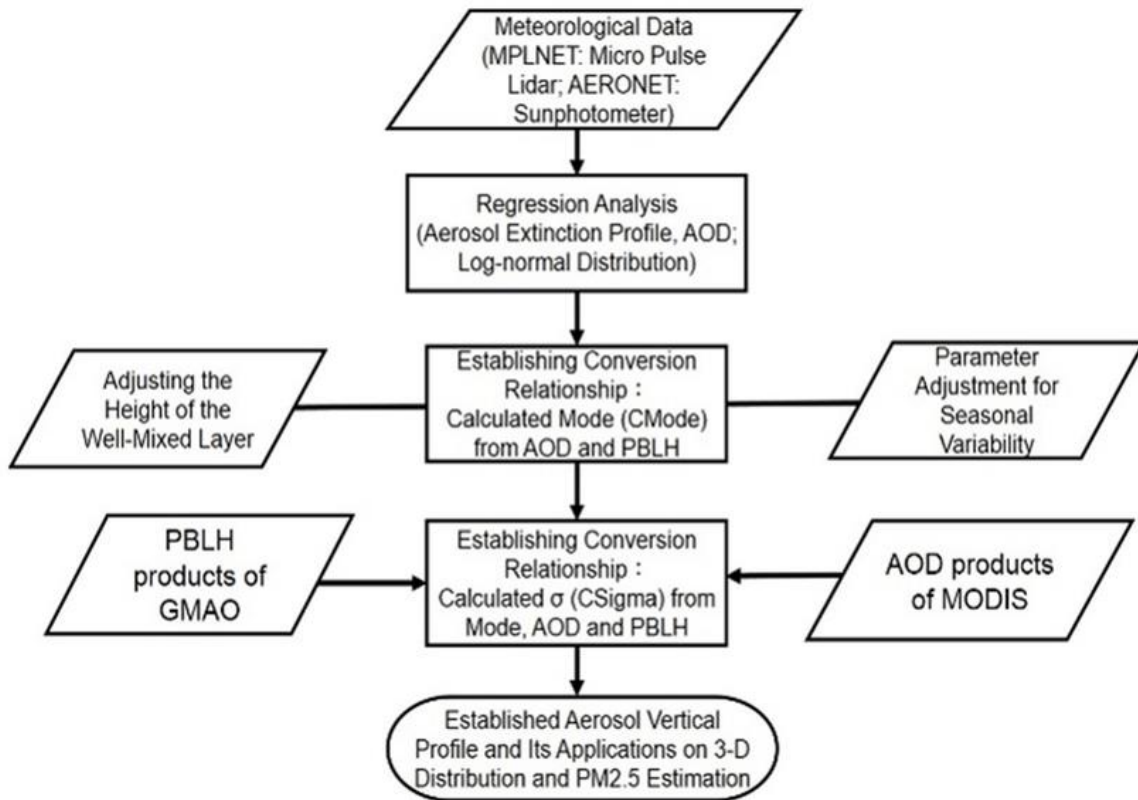 Meteorological Data
(MPLNET: Micro Pulse
Lidar; AERONET:
Sunphotometer)
Regression Analysis
(Aerosol Extinction Profile, AOD;
Log-normal Distribution)
Adjusting the
Height of the
Well-Mixed Layer
Establishing Conversion
Relationship：
Calculated Mode (CMode)
from AOD and PBLH
Parameter
Adjustment for
Seasonal
Variability
PBLH
products of
GMAO
Establishing Conversion
Relationship：
Calculated σ (CSigma) from
Mode, AOD and PBLH
AOD products
of MODIS
Established Aerosol Vertical
Profile and Its Applications on 3-D
Distribution and PM2.5 Estimation